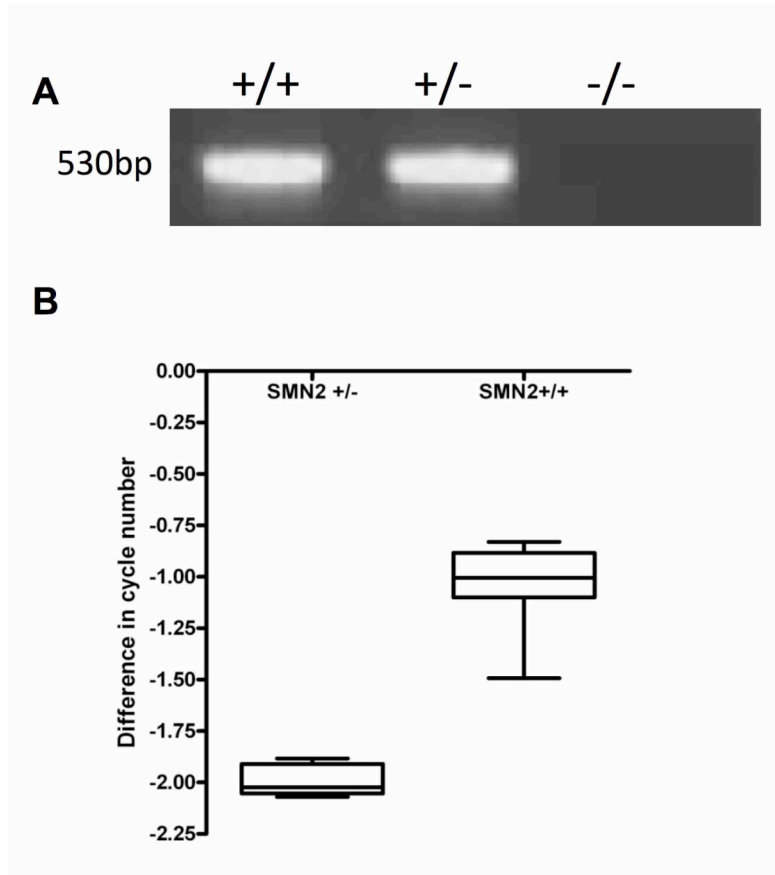 A
+/+ +/- -/-
530bp
B
0.00
SMN2 +/- SMN2+/+
-0.25
-0.50
-0.75
-1.00
-1.25
-1.50
-1.75
-2.00
-2.25
Difference in cycle number